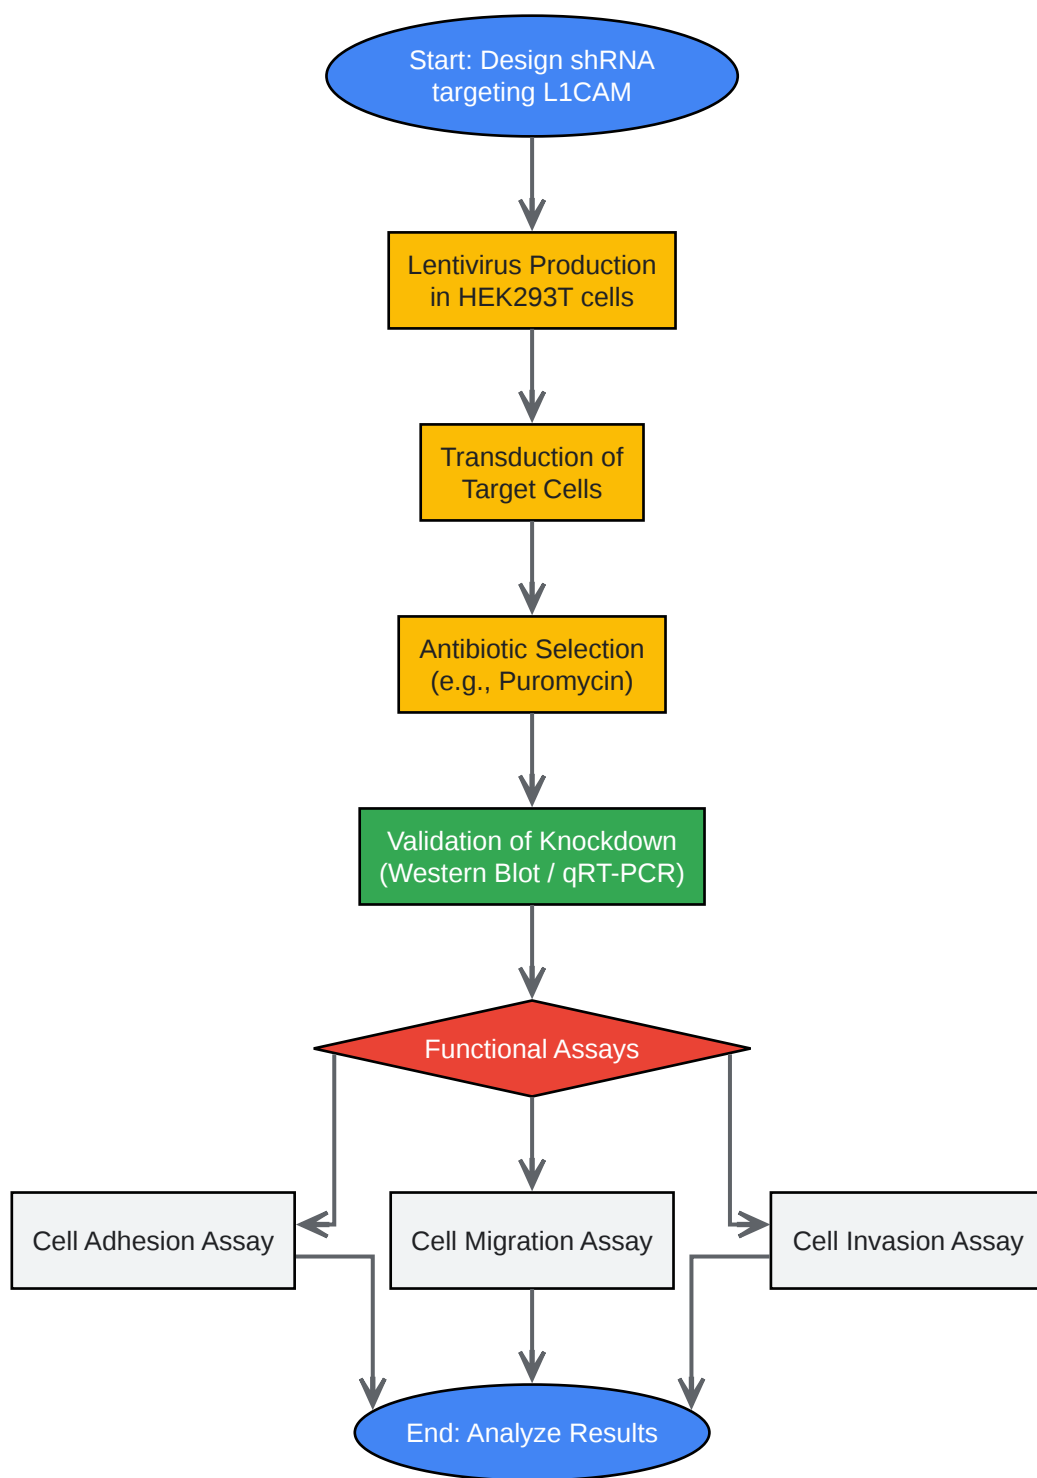 Start: Design shRNA
targeting L1CAM
Lentivirus Production
in HEK293T cells
Transduction of
Target Cells
Antibiotic Selection
(e.g., Puromycin)
Validation of Knockdown
(Western Blot / qRT-PCR)
Functional Assays
Cell Adhesion Assay
Cell Migration Assay
Cell Invasion Assay
End: Analyze Results